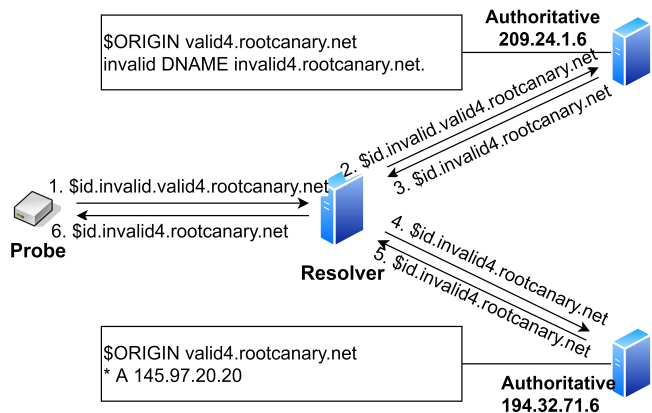 $ORIGIN valid4.rootcanary.net
invalid DNAME invalid4.rootcanary.net.
Authoritative
209.24.1.6
2. $id.invalid.valid4.rootcanary.net
3. $id.invalid4.rootcanary.net
1. $id.invalid.valid4.rootcanary.net
6. $id.invalid4.rootcanary.net
Probe
Resolver
4. $id.invalid4.rootcanary.net
5. $id.invalid4.rootcanary.net
$ORIGIN valid4.rootcanary.net
* A 145.97.20.20
Authoritative
194.32.71.6